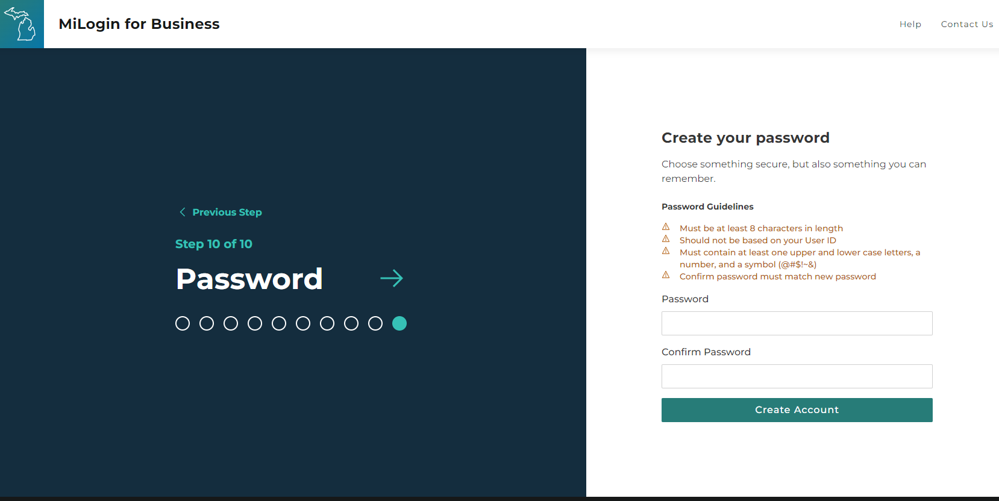 MiLogin for Business
Help
Contact Us
Previous Step
Step 10 of 10
Password
Create your password
Choose something secure, but also something you can
remember.
Password Guidelines
Must be at least 8 characters in length
Should not be based on your User ID
Must contain at least one upper and lower case letters, a
number, and a symbol (@#$!~&)
Confirm password must match new password
Password
Confirm Password
Create Account